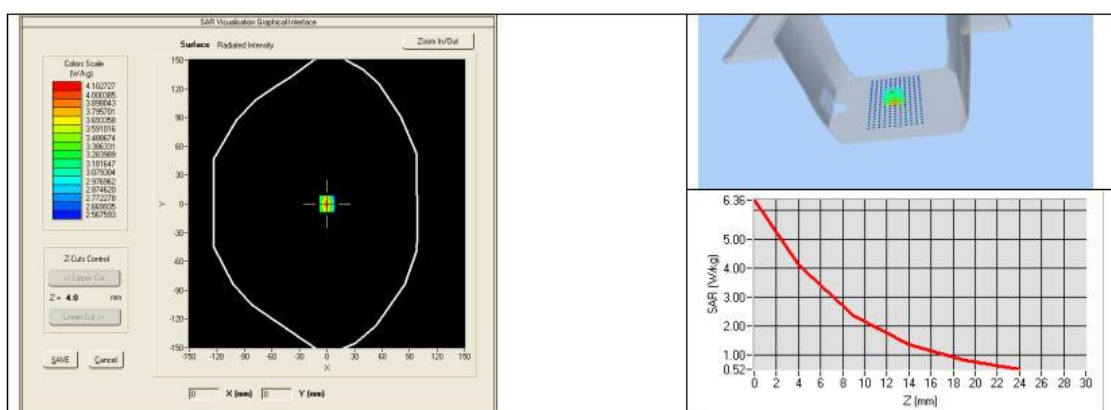 SAR Visualisation Graphical Interface
Surface Radiated Intensity
Zoom In/Out
Colors Scale
(W/kg)
4.102727
4.000385
3.898043
3.795701
3.693358
3.591016
3.488674
3.386331
3.283989
3.181647
3.079304
2.976962
2.874620
2.772278
2.669935
2.567593
Z-Cuts Control
<< Upper Cut
Z = 4.0 mm
Lower Cut >>
SAVE Cancel
150
120
90
60
30
0
-30
-60
-90
-120
-150
Y
-150 -120 -90 -60 -30 0 30 60 90 120 150
X
0 X (mm) 0 Y (mm)
6.36
5.00
4.00
3.00
2.00
1.00
0.52
SAR (W/kg)
0 2 4 6 8 10 12 14 16 18 20 22 24 26 28 30
Z (mm)